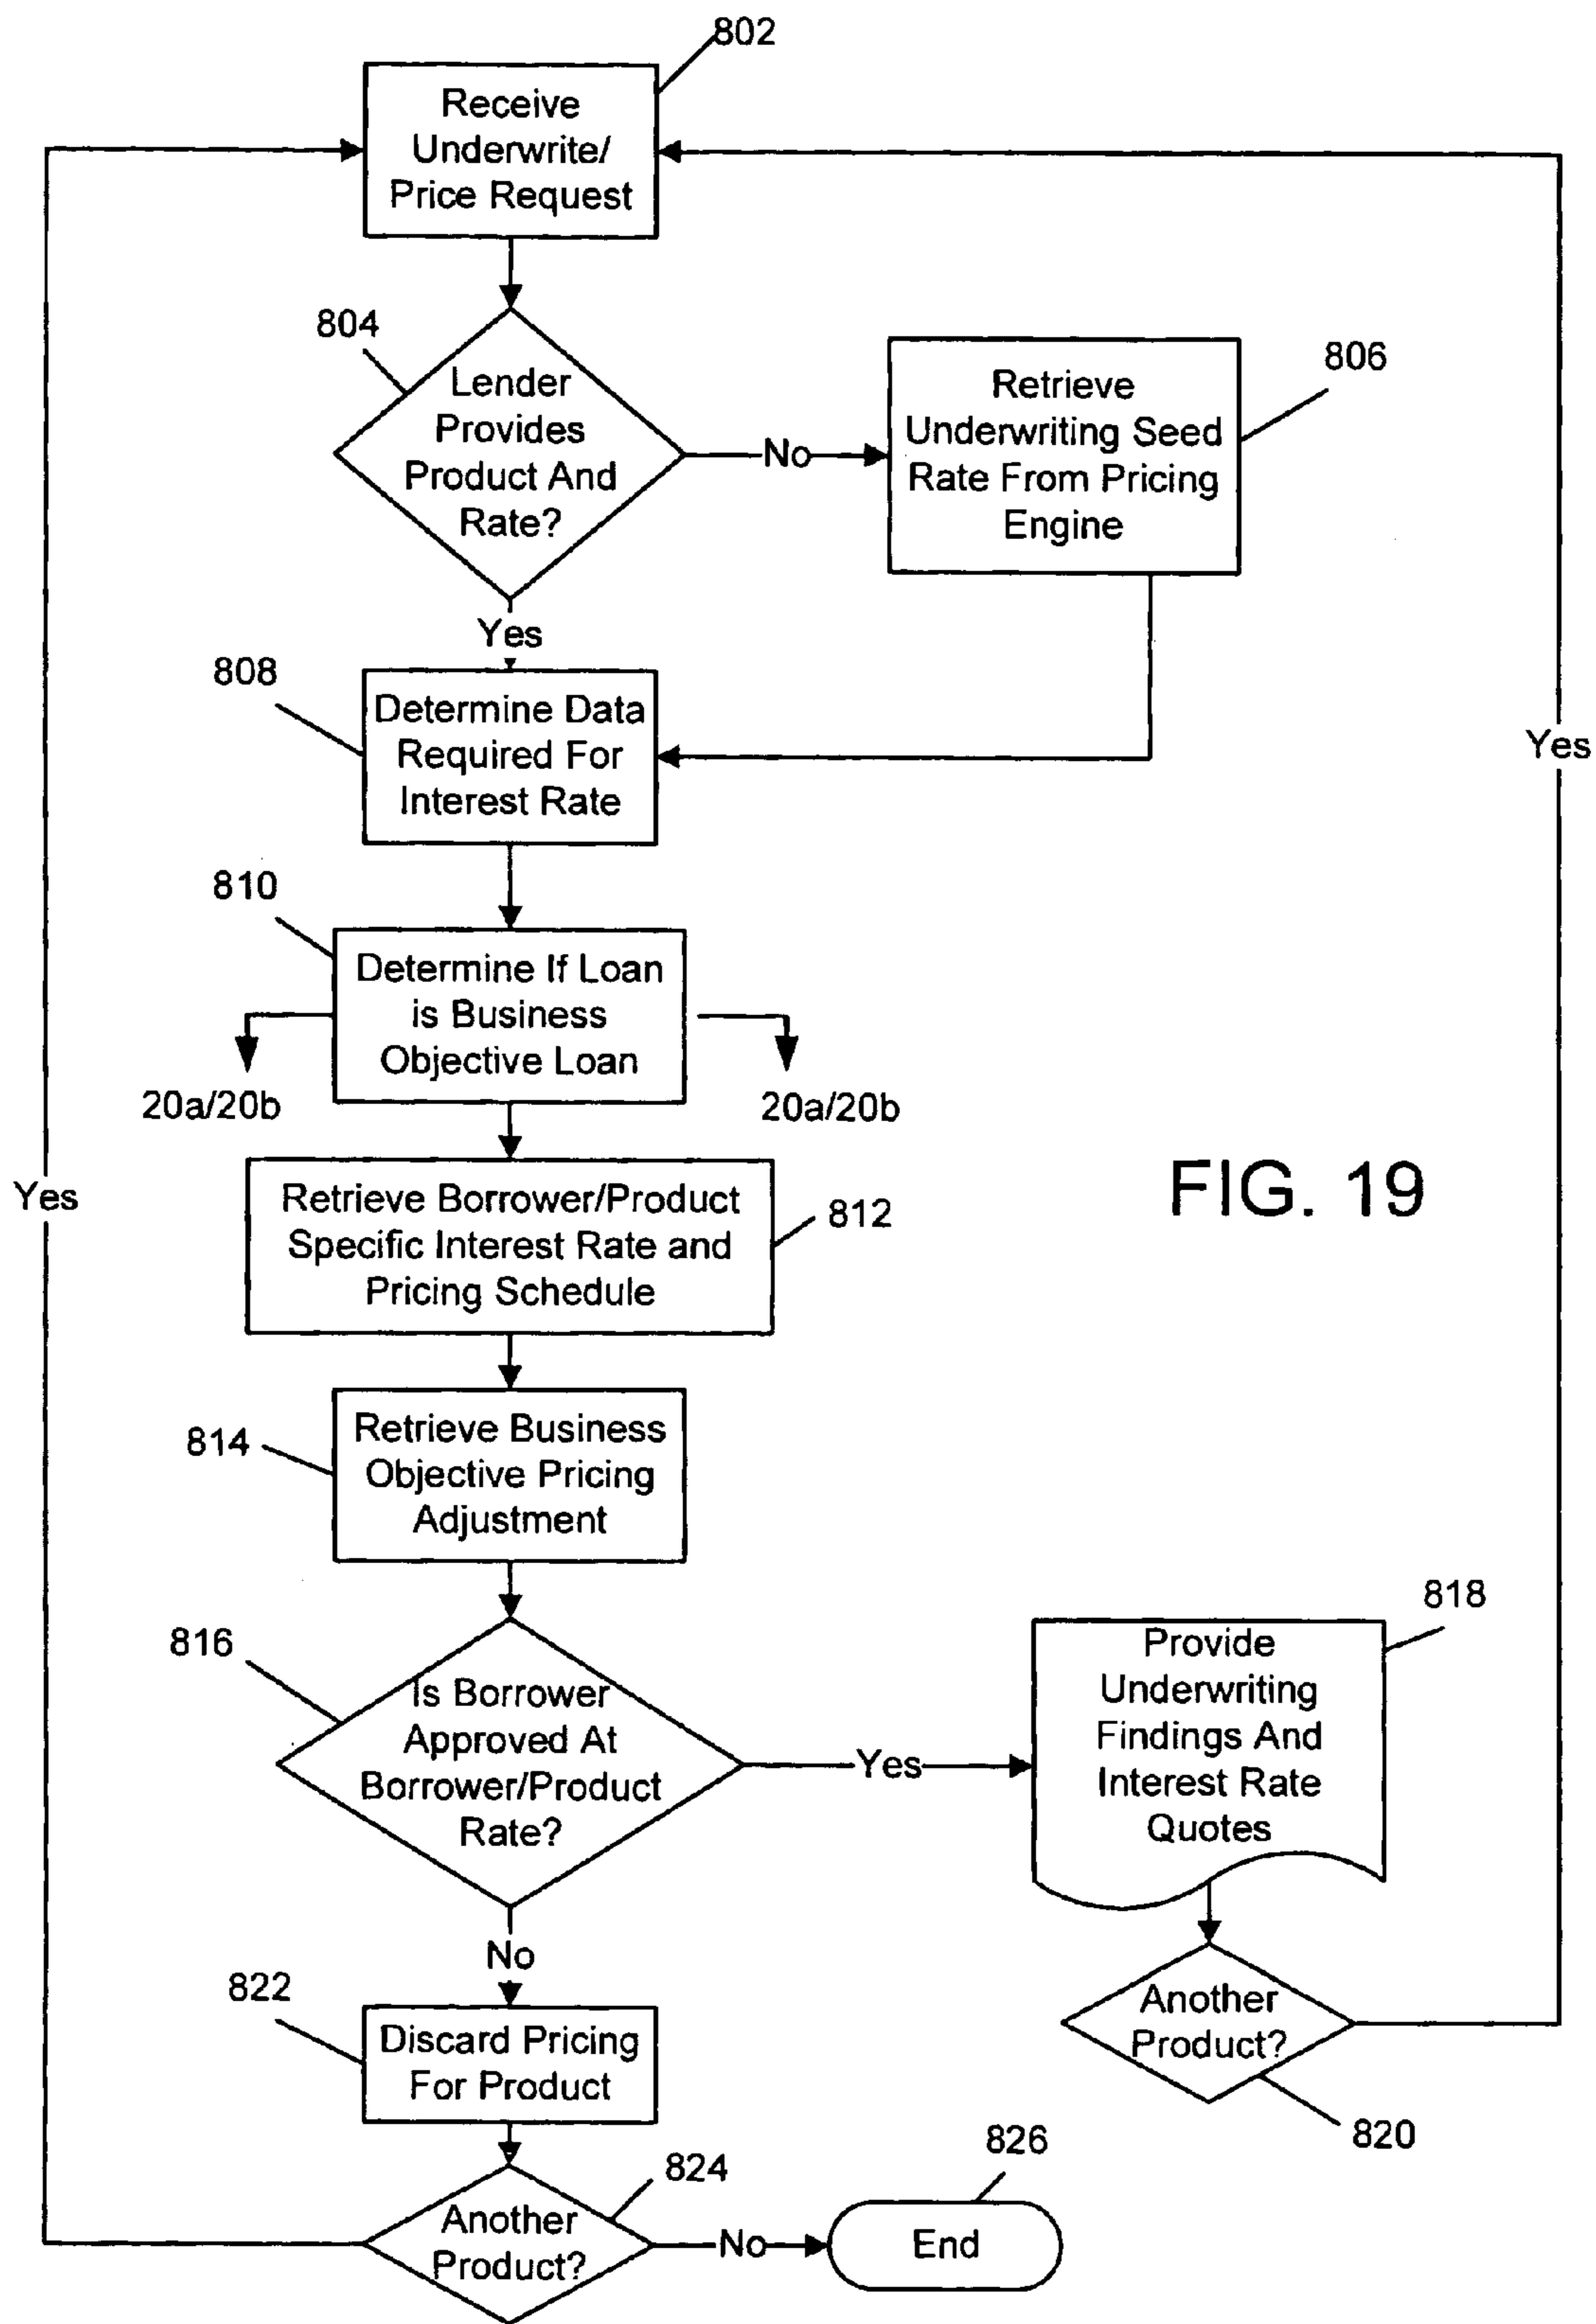 802
Receive
Underwrite/
Price Request
804
Lender
Provides
Product And
Rate?
No
Retrieve
Underwriting Seed
Rate From Pricing
Engine
806
Yes
808
Determine Data
Required For
Interest Rate
Yes
810
Determine If Loan
is Business
Objective Loan
20a/20b
20a/20b
Yes
Retrieve Borrower/Product
Specific Interest Rate and
Pricing Schedule
812
FIG. 19
814
Retrieve Business
Objective Pricing
Adjustment
816
Is Borrower
Approved At
Borrower/Product
Rate?
Yes
818
Provide
Underwriting
Findings And
Interest Rate
Quotes
No
822
Discard Pricing
For Product
Another
Product?
820
824
Another
Product?
No
826
End